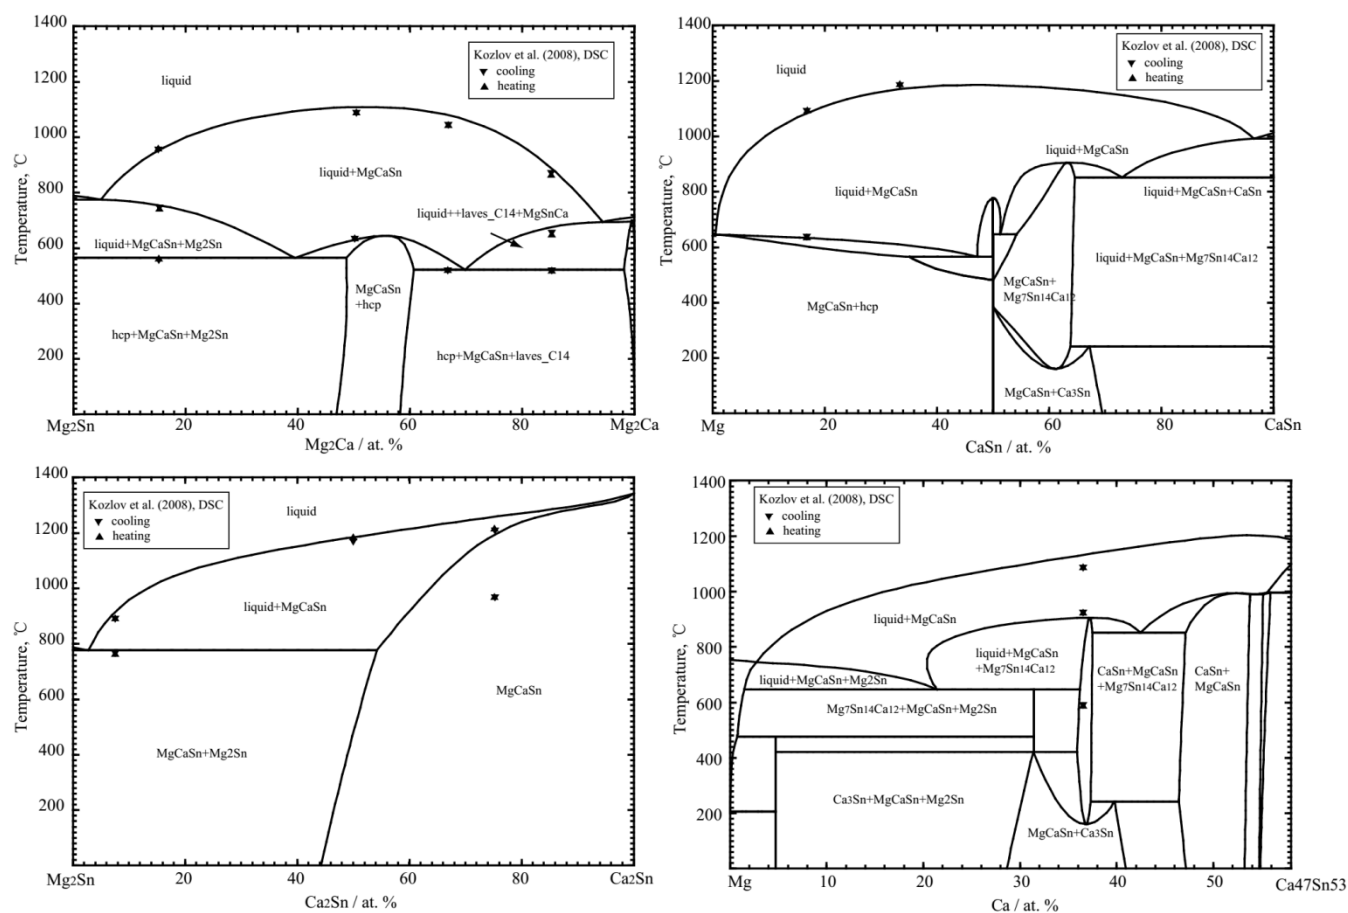 1400
1200
1000
800
600
400
200
Temperature, ℃
Kozlov et al. (2008), DSC
cooling
heating
liquid
liquid+MgCaSn
liquid++laves_C14+MgSnCa
liquid+MgCaSn+Mg2Sn
MgCaSn
+hcp
hcp+MgCaSn+Mg2Sn
hcp+MgCaSn+laves_C14
Mg2Sn
20
40
60
80
Mg2Ca
Mg2Ca / at. %
1400
1200
1000
800
600
400
200
Temperature, ℃
Kozlov et al. (2008), DSC
cooling
heating
liquid
liquid+MgCaSn
liquid+MgCaSn
liquid+MgCaSn+CaSn
liquid+MgCaSn+Mg7Sn14Ca12
MgCaSn+
Mg7Sn14Ca12
MgCaSn+hcp
MgCaSn+Ca3Sn
Mg
20
40
60
80
CaSn
CaSn / at. %
1400
1200
1000
800
600
400
200
Temperature, ℃
Kozlov et al. (2008), DSC
cooling
heating
liquid
liquid+MgCaSn
MgCaSn
MgCaSn+Mg2Sn
Mg2Sn
20
40
60
80
Ca2Sn
Ca2Sn / at. %
1400
1200
1000
800
600
400
200
Temperature, ℃
Kozlov et al. (2008), DSC
cooling
heating
liquid+MgCaSn
liquid+MgCaSn
+Mg7Sn14Ca12
liquid+MgCaSn+Mg2Sn
CaSn+MgCaSn
+Mg7Sn14Ca12
CaSn+
MgCaSn
Mg7Sn14Ca12+MgCaSn+Mg2Sn
Ca3Sn+MgCaSn+Mg2Sn
MgCaSn+Ca3Sn
Mg
10
20
30
40
50
Ca47Sn53
Ca / at. %